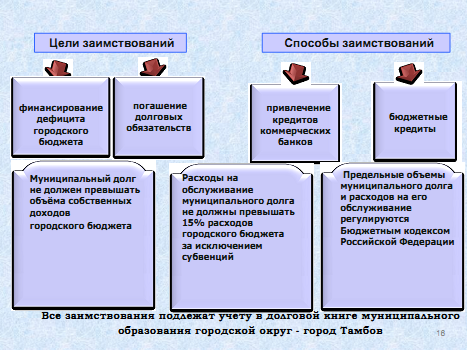 Цели заимствований
Способы заимствований
финансирование
дефицита
городского
бюджета
погашение
долговых
обязательств
привлечение
кредитов
коммерческих
банков
бюджетные
кредиты
Муниципальный долг
не должен превышать
объёма собственных
доходов
городского бюджета
Расходы на
обслуживание
муниципального долга
не должны превышать
15% расходов
городского бюджета
за исключением
субвенций
Предельные объемы
муниципального долга
и расходов на его
обслуживание
регулируются
Бюджетным кодексом
Российской Федерации
Все заимствования подлежат учету в долговой книге муниципального
образования городской округ - город Тамбов
16